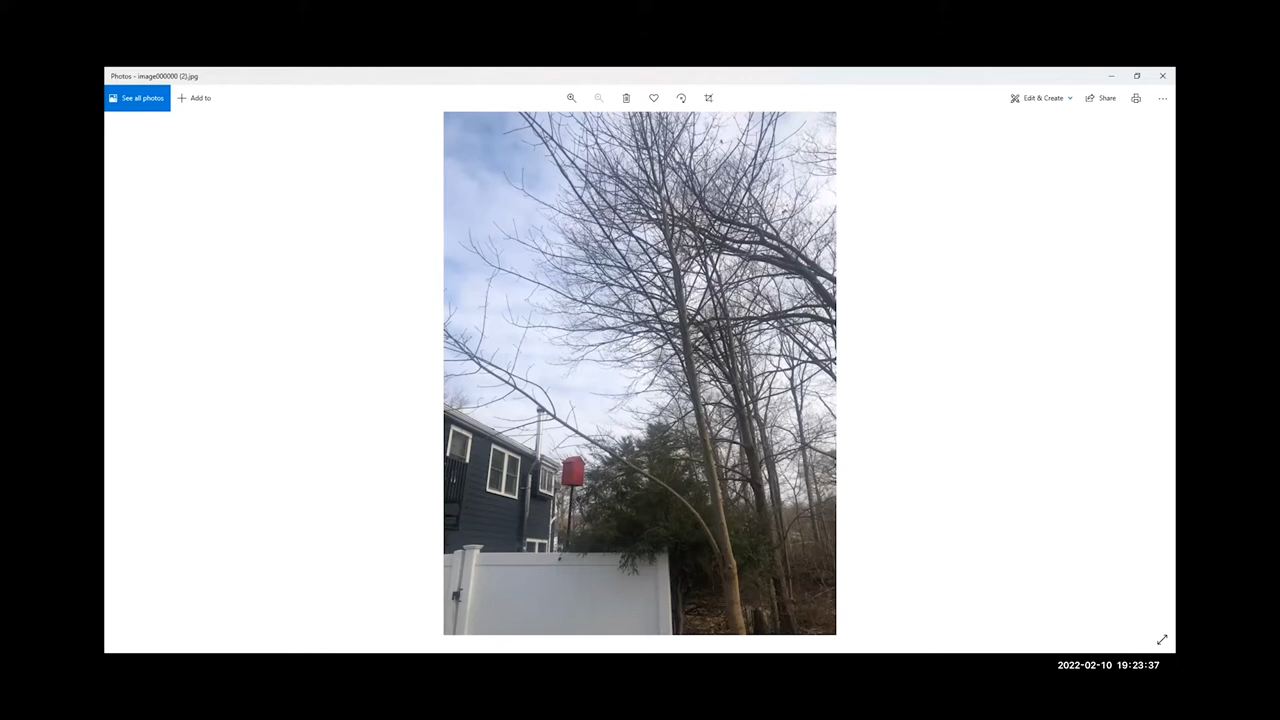 Photos - image000000 (2).jpg
See all photos
Add to
Edit & Create
Share
2022-02-10 19:23:37